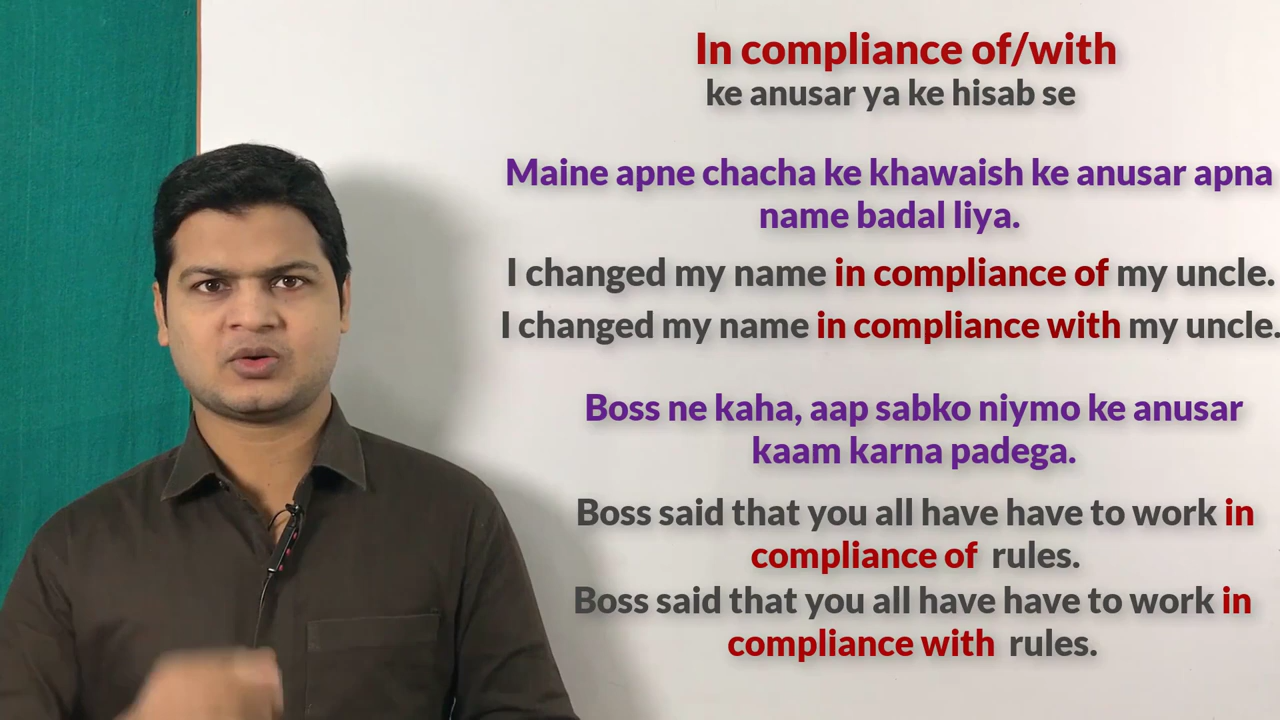 In compliance of/with
ke anusar ya ke hisab se
Maine apne chacha ke khawaish ke anusar apna
name badal liya.
I changed my name in compliance of my uncle.
I changed my name in compliance with my uncle.
Boss ne kaha, aap sabko niymo ke anusar
kaam karna padega.
Boss said that you all have have to work in
compliance of rules.
Boss said that you all have have to work in
compliance with rules.